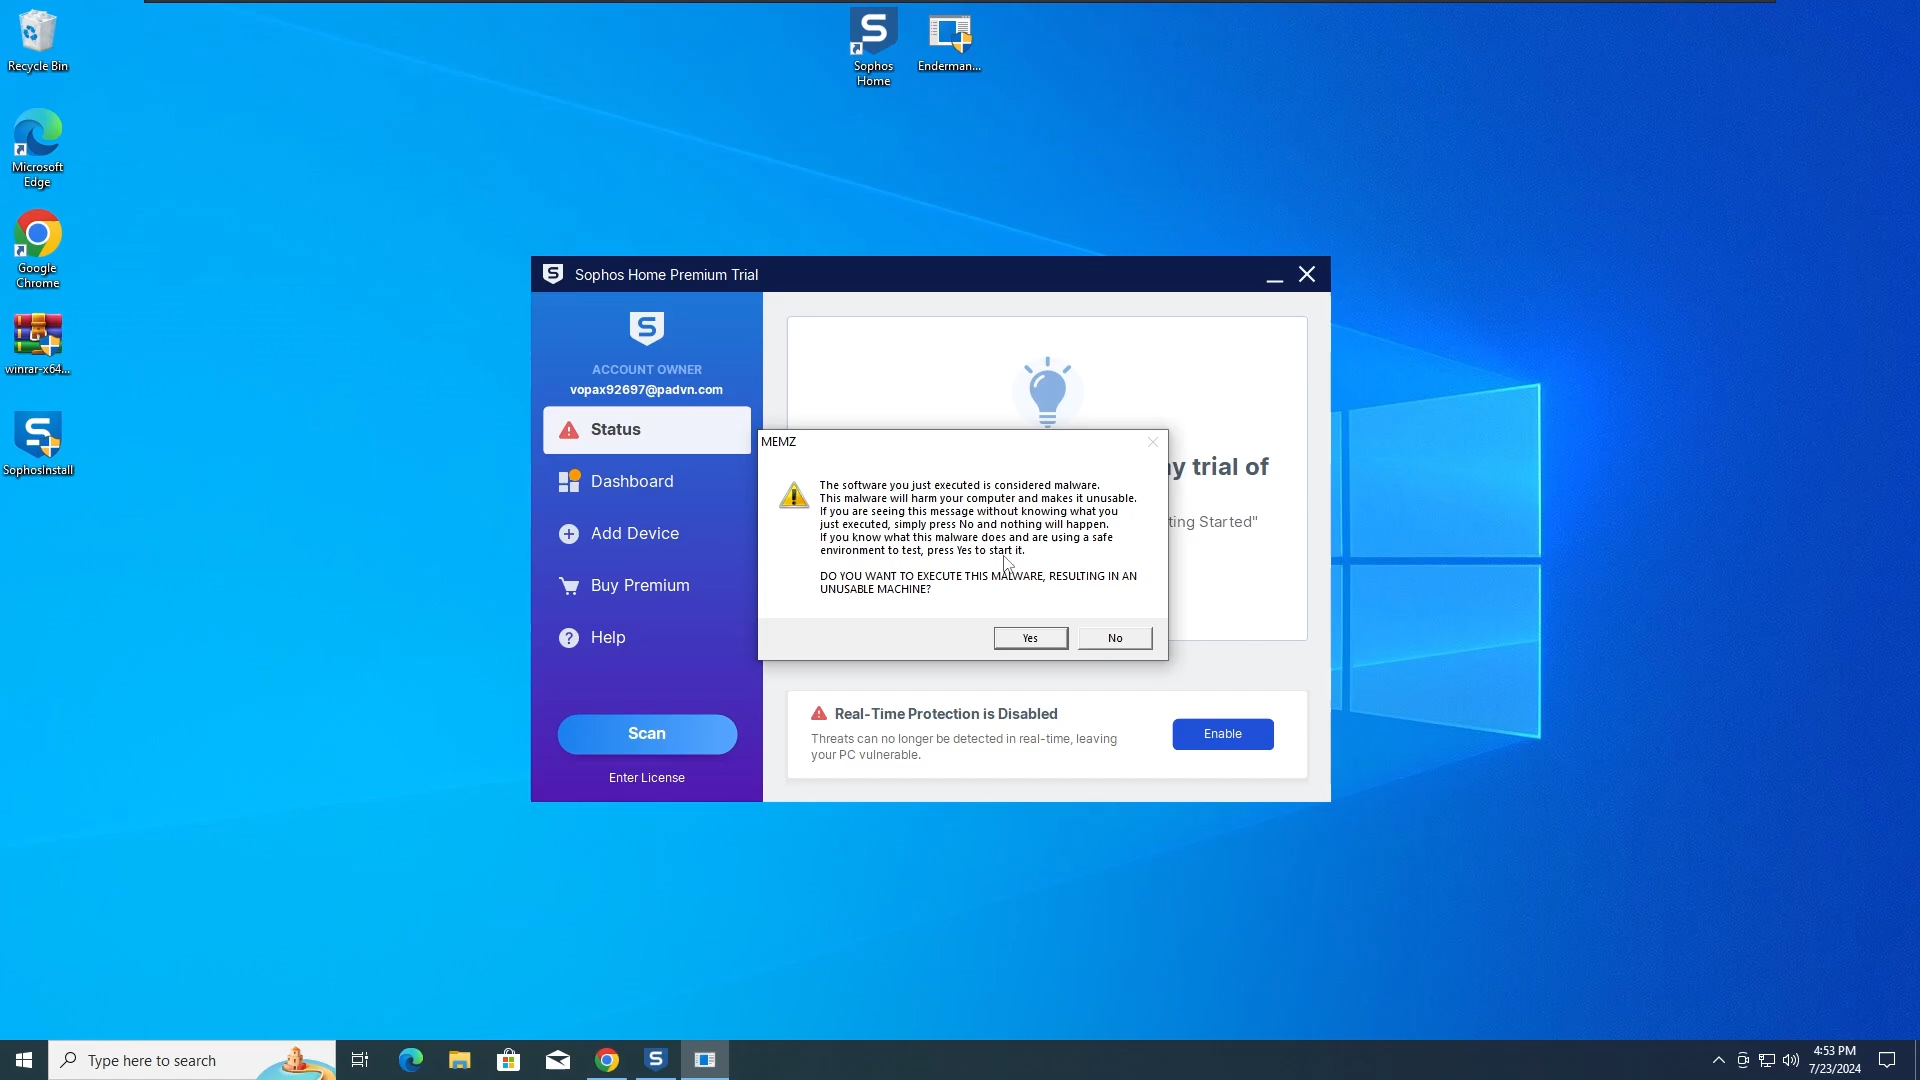 Recycle Bin
Microsoft
Edge
Google
Chrome
winrar-x64...
SophosInstall
Sophos
Home
Enderman...
Sophos Home Premium Trial
ACCOUNT OWNER
vopax92697@padvn.com
Status
Dashboard
Add Device
Buy Premium
Help
Scan
Enter License
y trial of
ting Started"
MEMZ
The software you just executed is considered malware.
This malware will harm your computer and makes it unusable.
If you are seeing this message without knowing what you
just executed, simply press No and nothing will happen.
If you know what this malware does and are using a safe
environment to test, press Yes to start it.
DO YOU WANT TO EXECUTE THIS MALWARE, RESULTING IN AN
UNUSABLE MACHINE?
Yes
No
Real-Time Protection is Disabled
Threats can no longer be detected in real-time, leaving
your PC vulnerable.
Enable
Type here to search
4:53 PM
7/23/2024